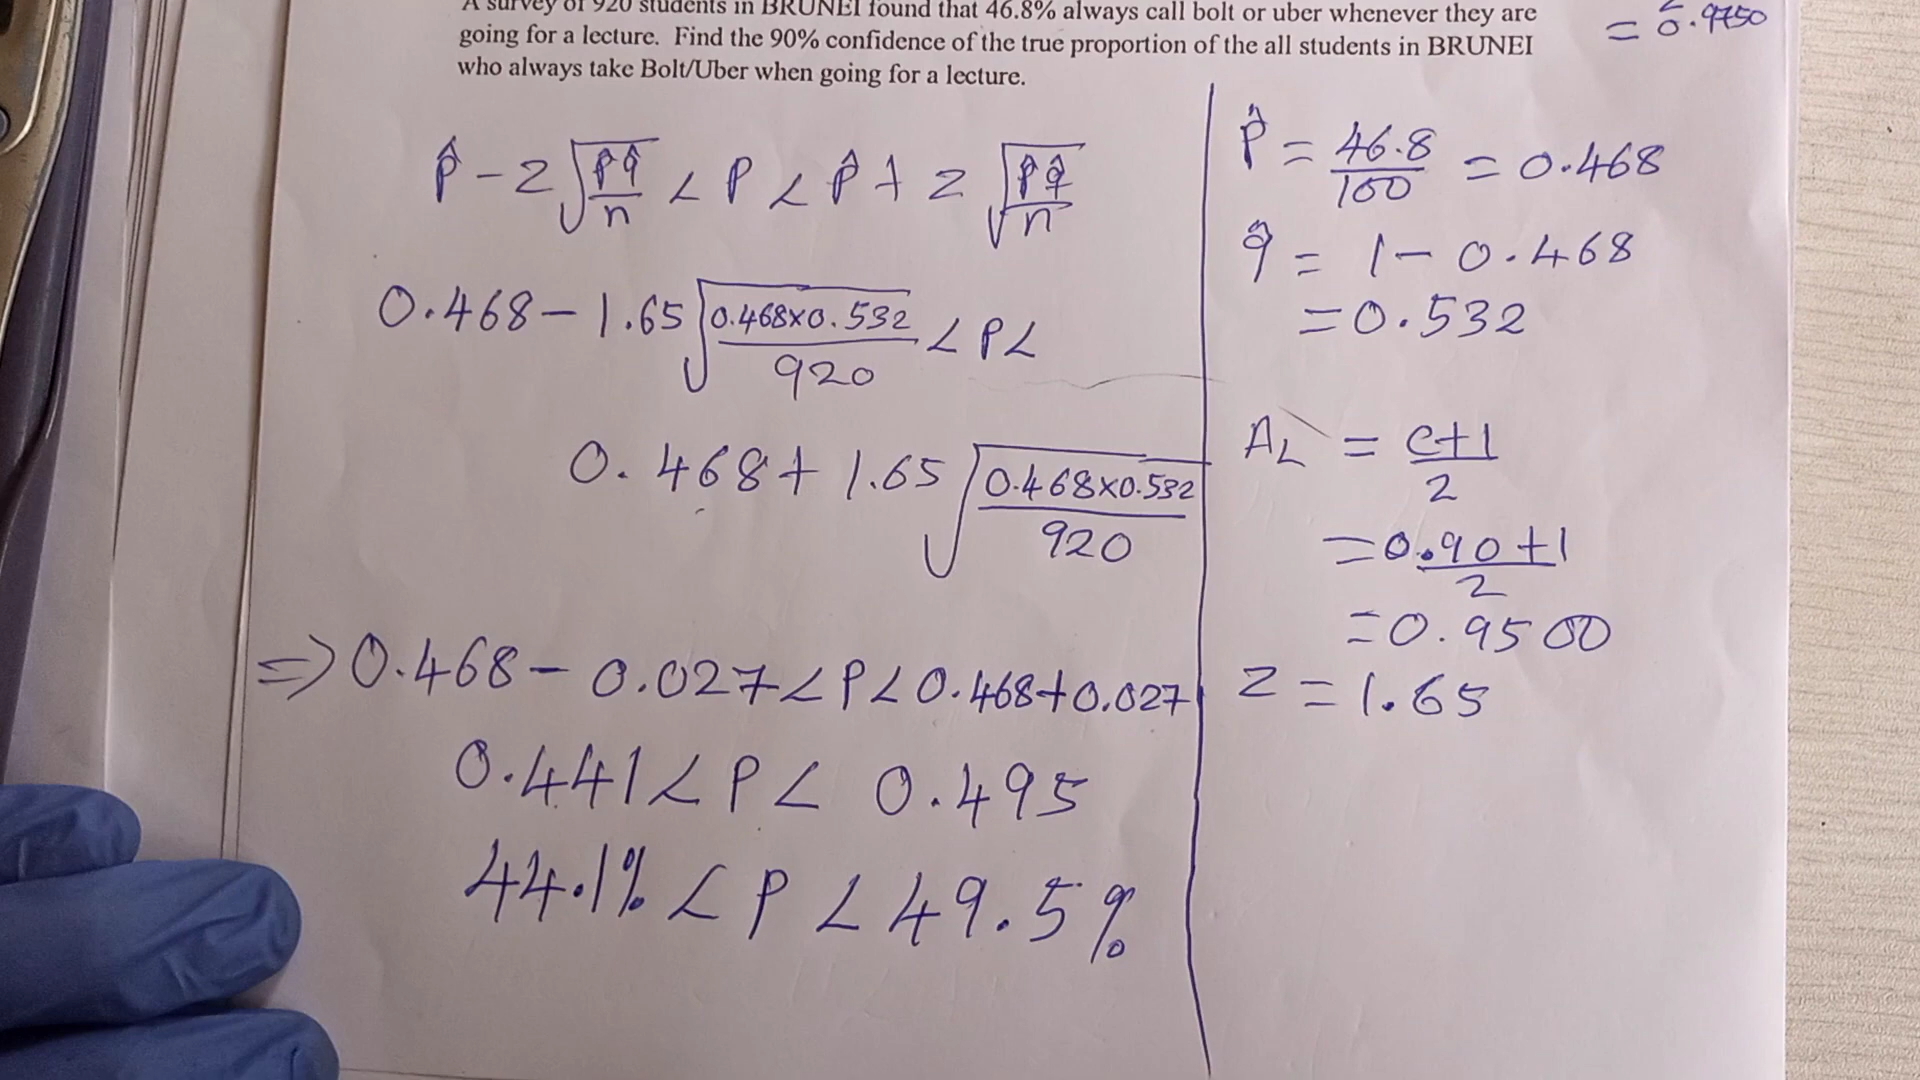 A survey of 920 students in BRUNEI found that 46.8% always call bolt or uber whenever they are
going for a lecture. Find the 90% confidence of the true proportion of the all students in BRUNEI
who always take Bolt/Uber when going for a lecture.
= 0.9750
p̂ - z√(p̂q̂/n) < P < p̂ + z√(p̂q̂/n)
0.468 - 1.65√(0.468×0.532/920) < P <
0.468 + 1.65√(0.468×0.532/920)
=> 0.468 - 0.027 < P < 0.468 + 0.027
0.441 < P < 0.495
44.1% < P < 49.5%
p̂ = 46.8/100 = 0.468
q̂ = 1 - 0.468
= 0.532
AL = C+1/2
= 0.90+1/2
= 0.9500
z = 1.65